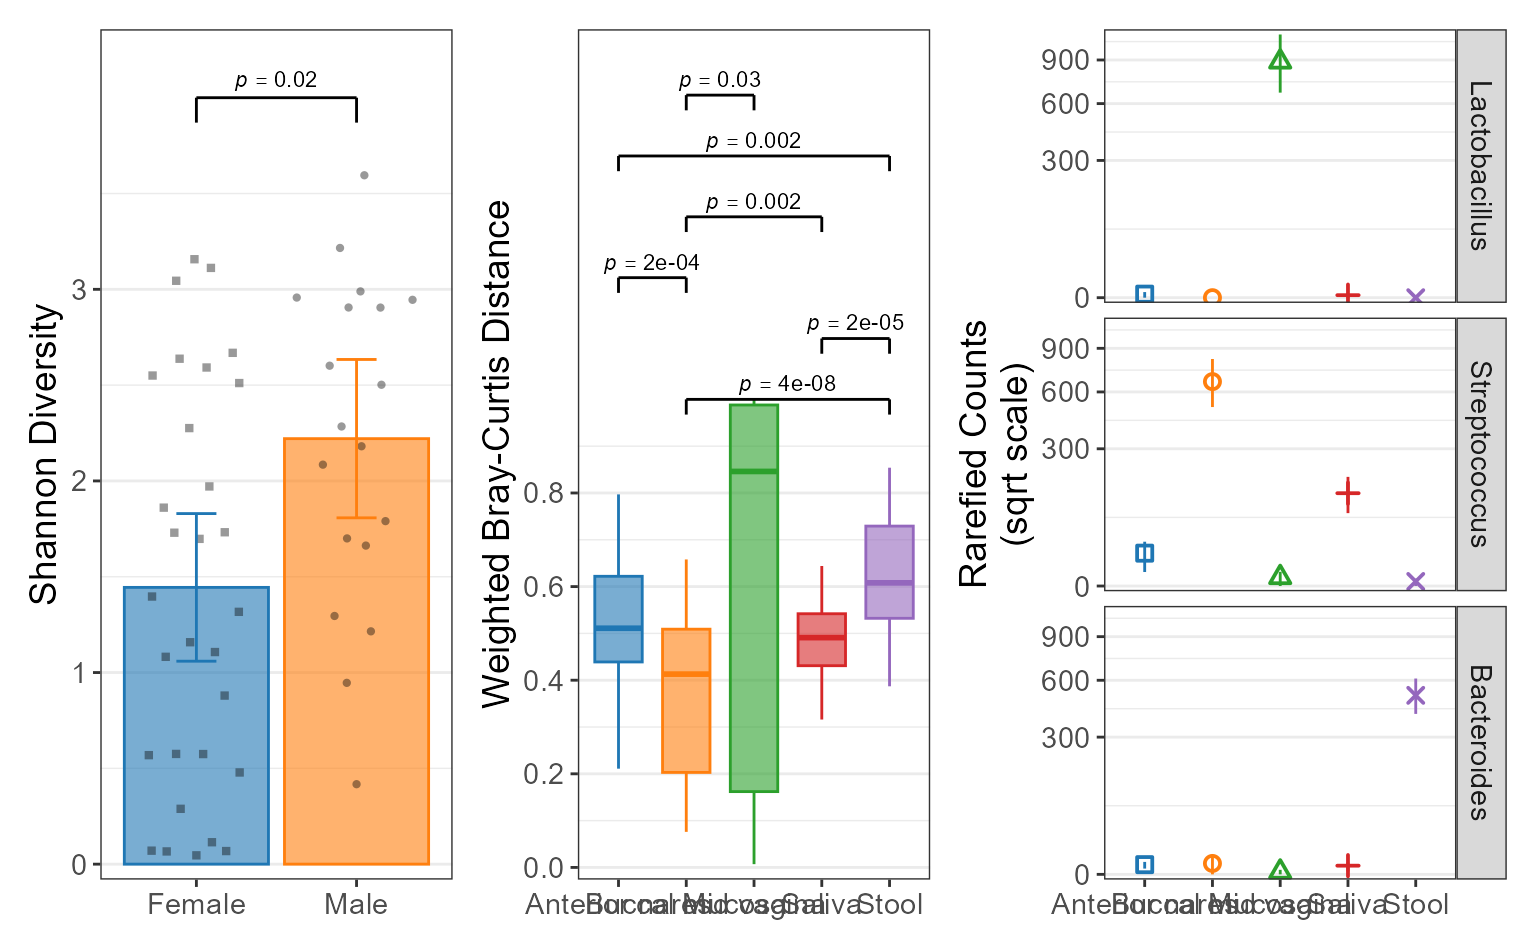 Shannon Diversity
3
2
1
0
p = 0.02
Female
Male
Weighted Bray-Curtis Distance
0.8
0.6
0.4
0.2
0.0
p = 0.03
p = 0.002
p = 0.002
p = 2e-04
p = 2e-05
p = 4e-08
Saliva
Stool
Rarefied Counts
(sqrt scale)
900
600
300
0
Lactobacillus
900
600
300
0
Streptococcus
900
600
300
0
Bacteroides
Saliva
Stool